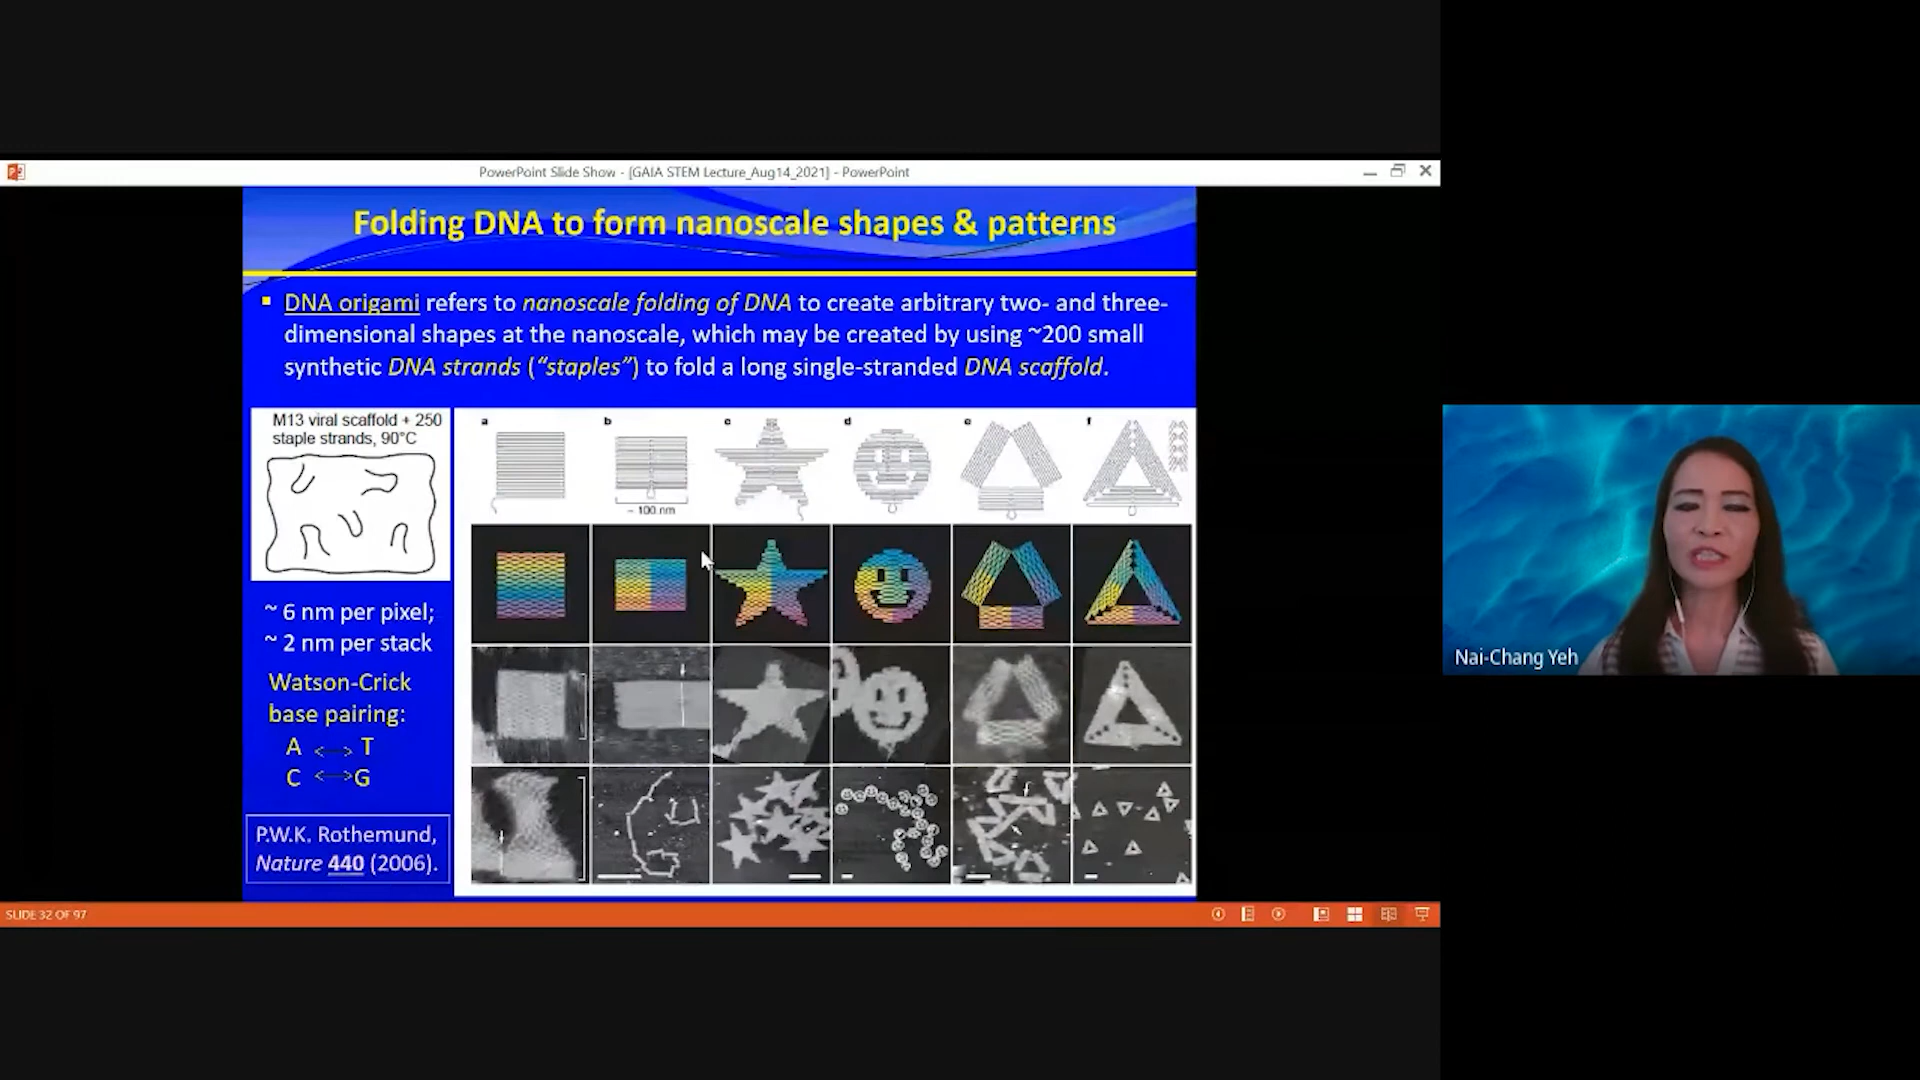 PowerPoint Slide Show - [GAIA STEM Lecture_Aug14_2021] - PowerPoint
Folding DNA to form nanoscale shapes & patterns
DNA origami refers to nanoscale folding of DNA to create arbitrary two- and three-
dimensional shapes at the nanoscale, which may be created by using ~200 small
synthetic DNA strands (“staples”) to fold a long single-stranded DNA scaffold.
M13 viral scaffold + 250
staple strands, 90°C
a b c d e f
~ 100 nm
~ 6 nm per pixel;
~ 2 nm per stack
Watson-Crick
base pairing:
A ↔ T
C ↔ G
P.W.K. Rothemund,
Nature 440 (2006).
Nai-Chang Yeh
SLIDE 32 OF 97